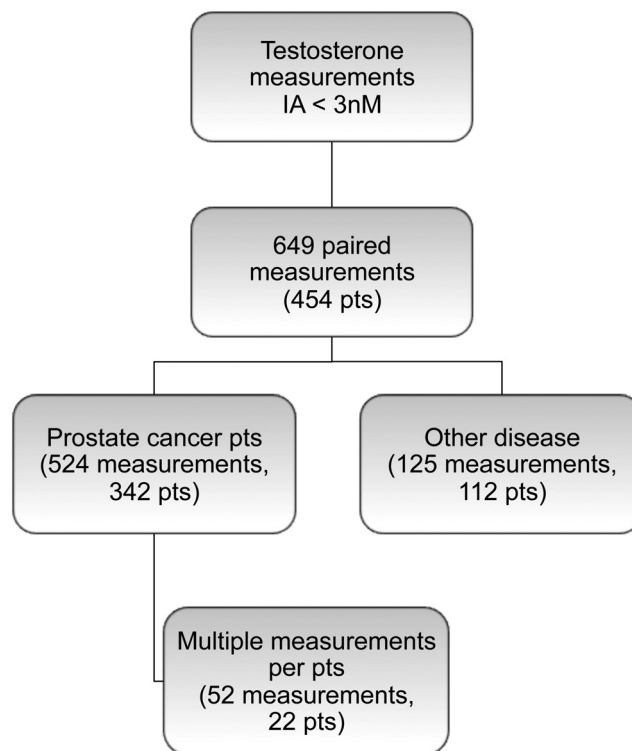 Testosterone
measurements
IA < 3nM
649 paired
measurements
(454 pts)
Prostate cancer pts
(524 measurements,
342 pts)
Other disease
(125 measurements,
112 pts)
Multiple measurements
per pts
(52 measurements,
22 pts)